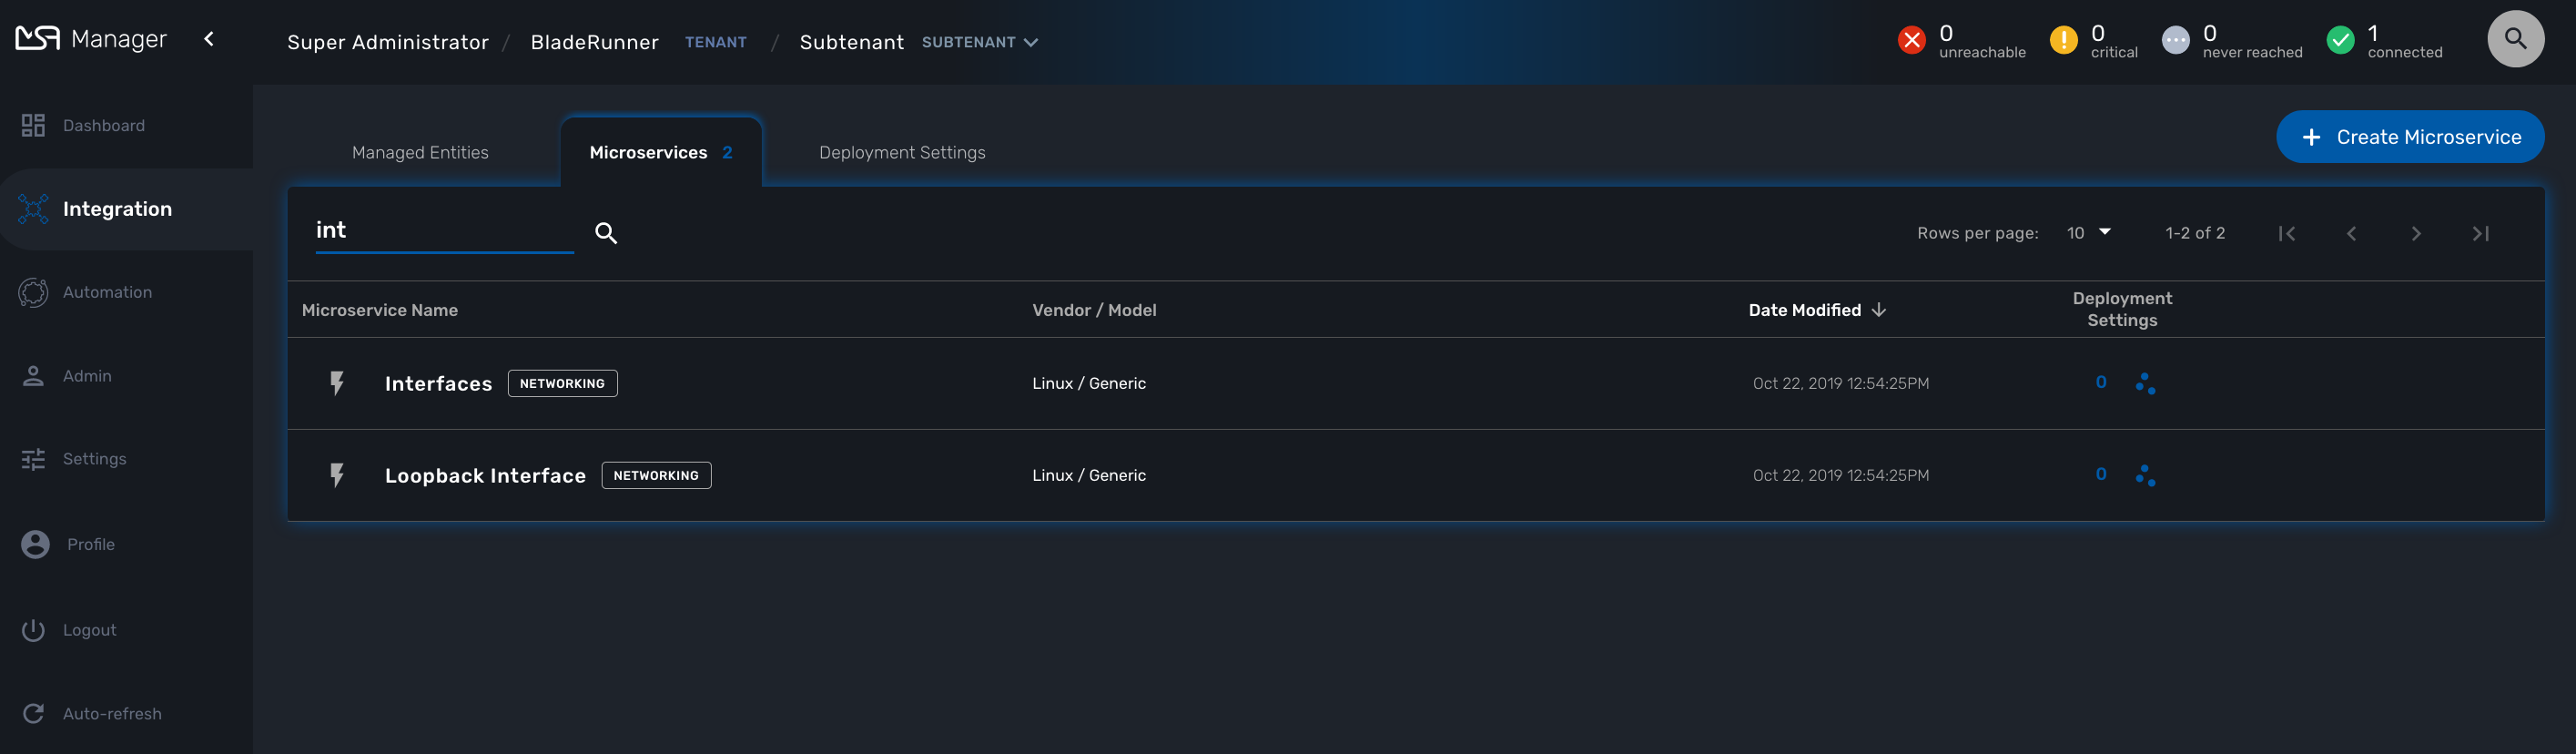 MSA Manager
Super Administrator / BladeRunner TENANT / Subtenant SUBTENANT
0 unreachable
0 critical
0 never reached
1 connected
Dashboard
Integration
Automation
Admin
Settings
Profile
Logout
Auto-refresh
Managed Entities
Microservices 2
Deployment Settings
+ Create Microservice
int
Rows per page: 10
1-2 of 2
Microservice Name
Vendor / Model
Date Modified
Deployment
Settings
Interfaces NETWORKING Linux / Generic Oct 22, 2019 12:54:25PM 0
Loopback Interface NETWORKING Linux / Generic Oct 22, 2019 12:54:25PM 0